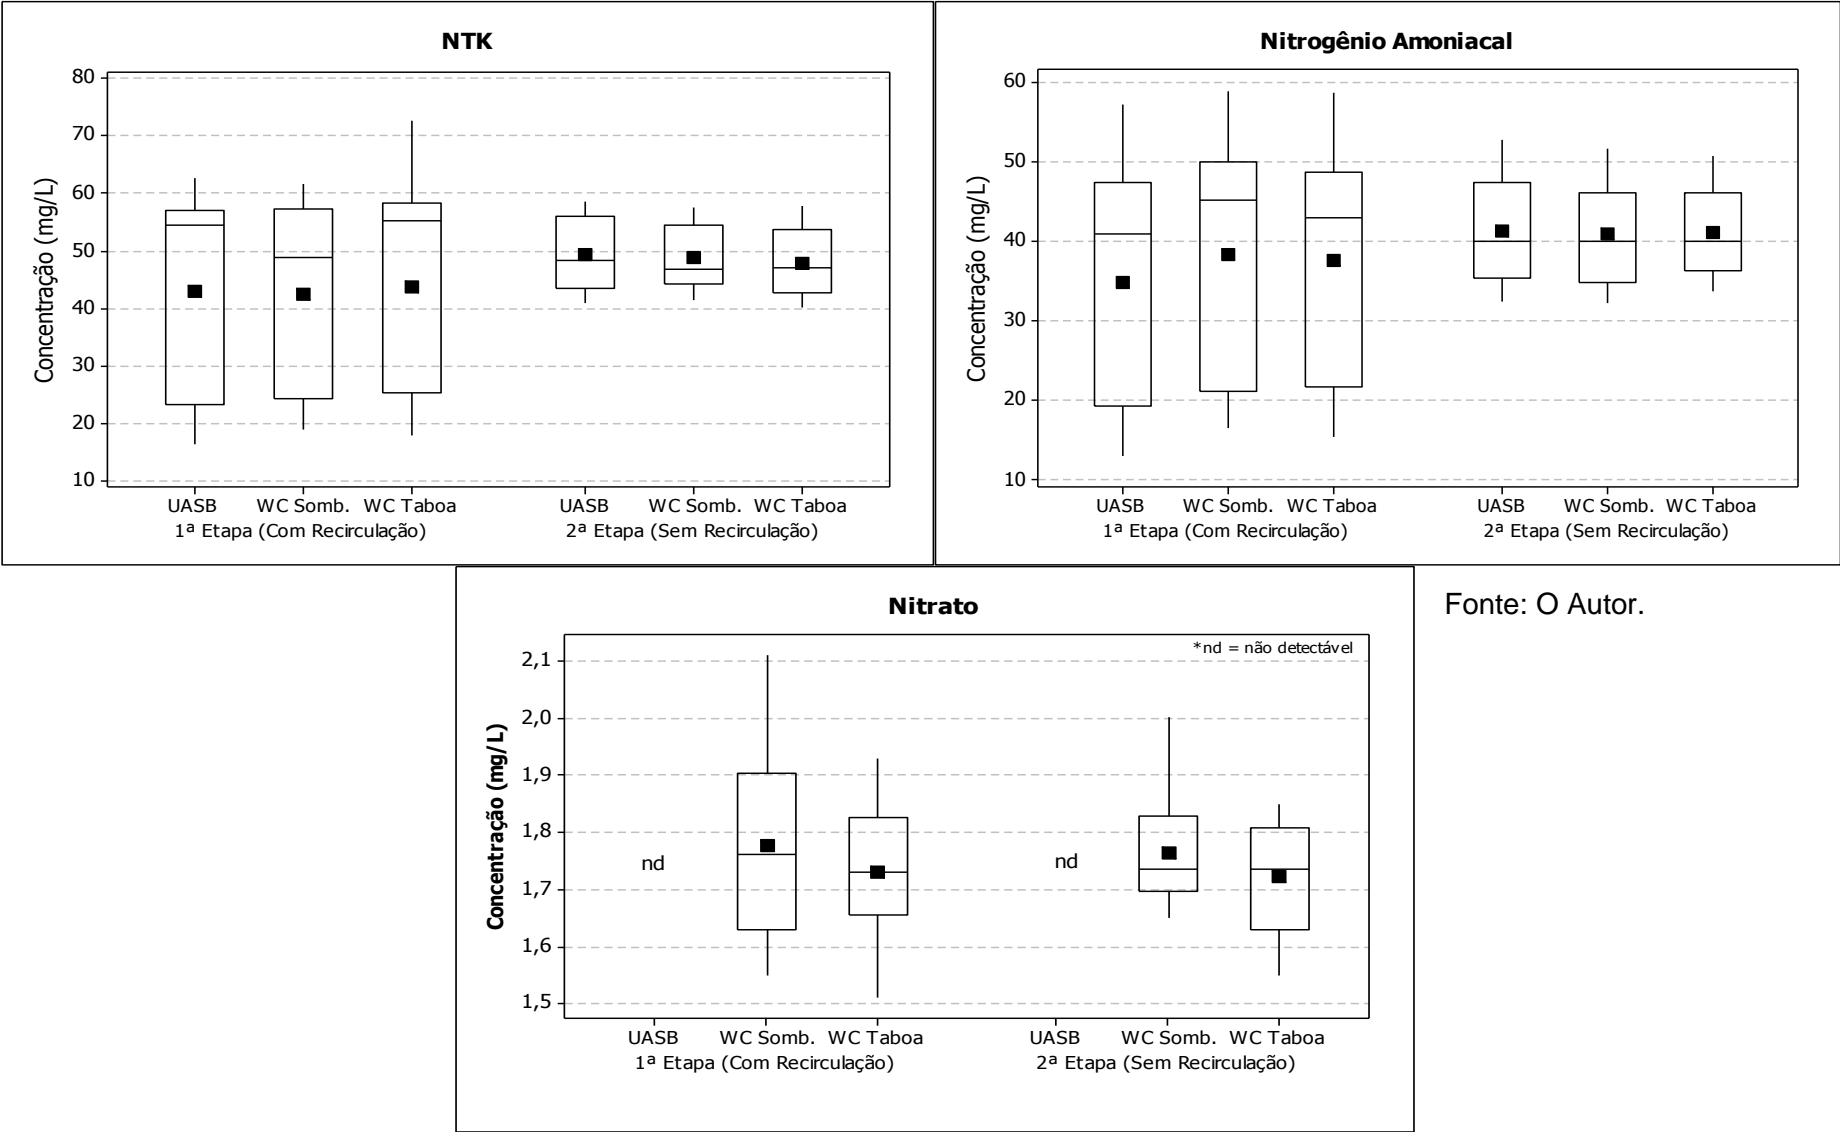 NTK
Concentração (mg/L)
80
70
60
50
40
30
20
10
UASB WC Somb. WC Taboa UASB WC Somb. WC Taboa
1ª Etapa (Com Recirculação) 2ª Etapa (Sem Recirculação)
Nitrogênio Amoniacal
Concentração (mg/L)
60
50
40
30
20
10
UASB WC Somb. WC Taboa UASB WC Somb. WC Taboa
1ª Etapa (Com Recirculação) 2ª Etapa (Sem Recirculação)
Nitrato
*nd = não detectável
Concentração (mg/L)
2,1
2,0
1,9
1,8
1,7
1,6
1,5
nd nd
UASB WC Somb. WC Taboa UASB WC Somb. WC Taboa
1ª Etapa (Com Recirculação) 2ª Etapa (Sem Recirculação)
Fonte: O Autor.